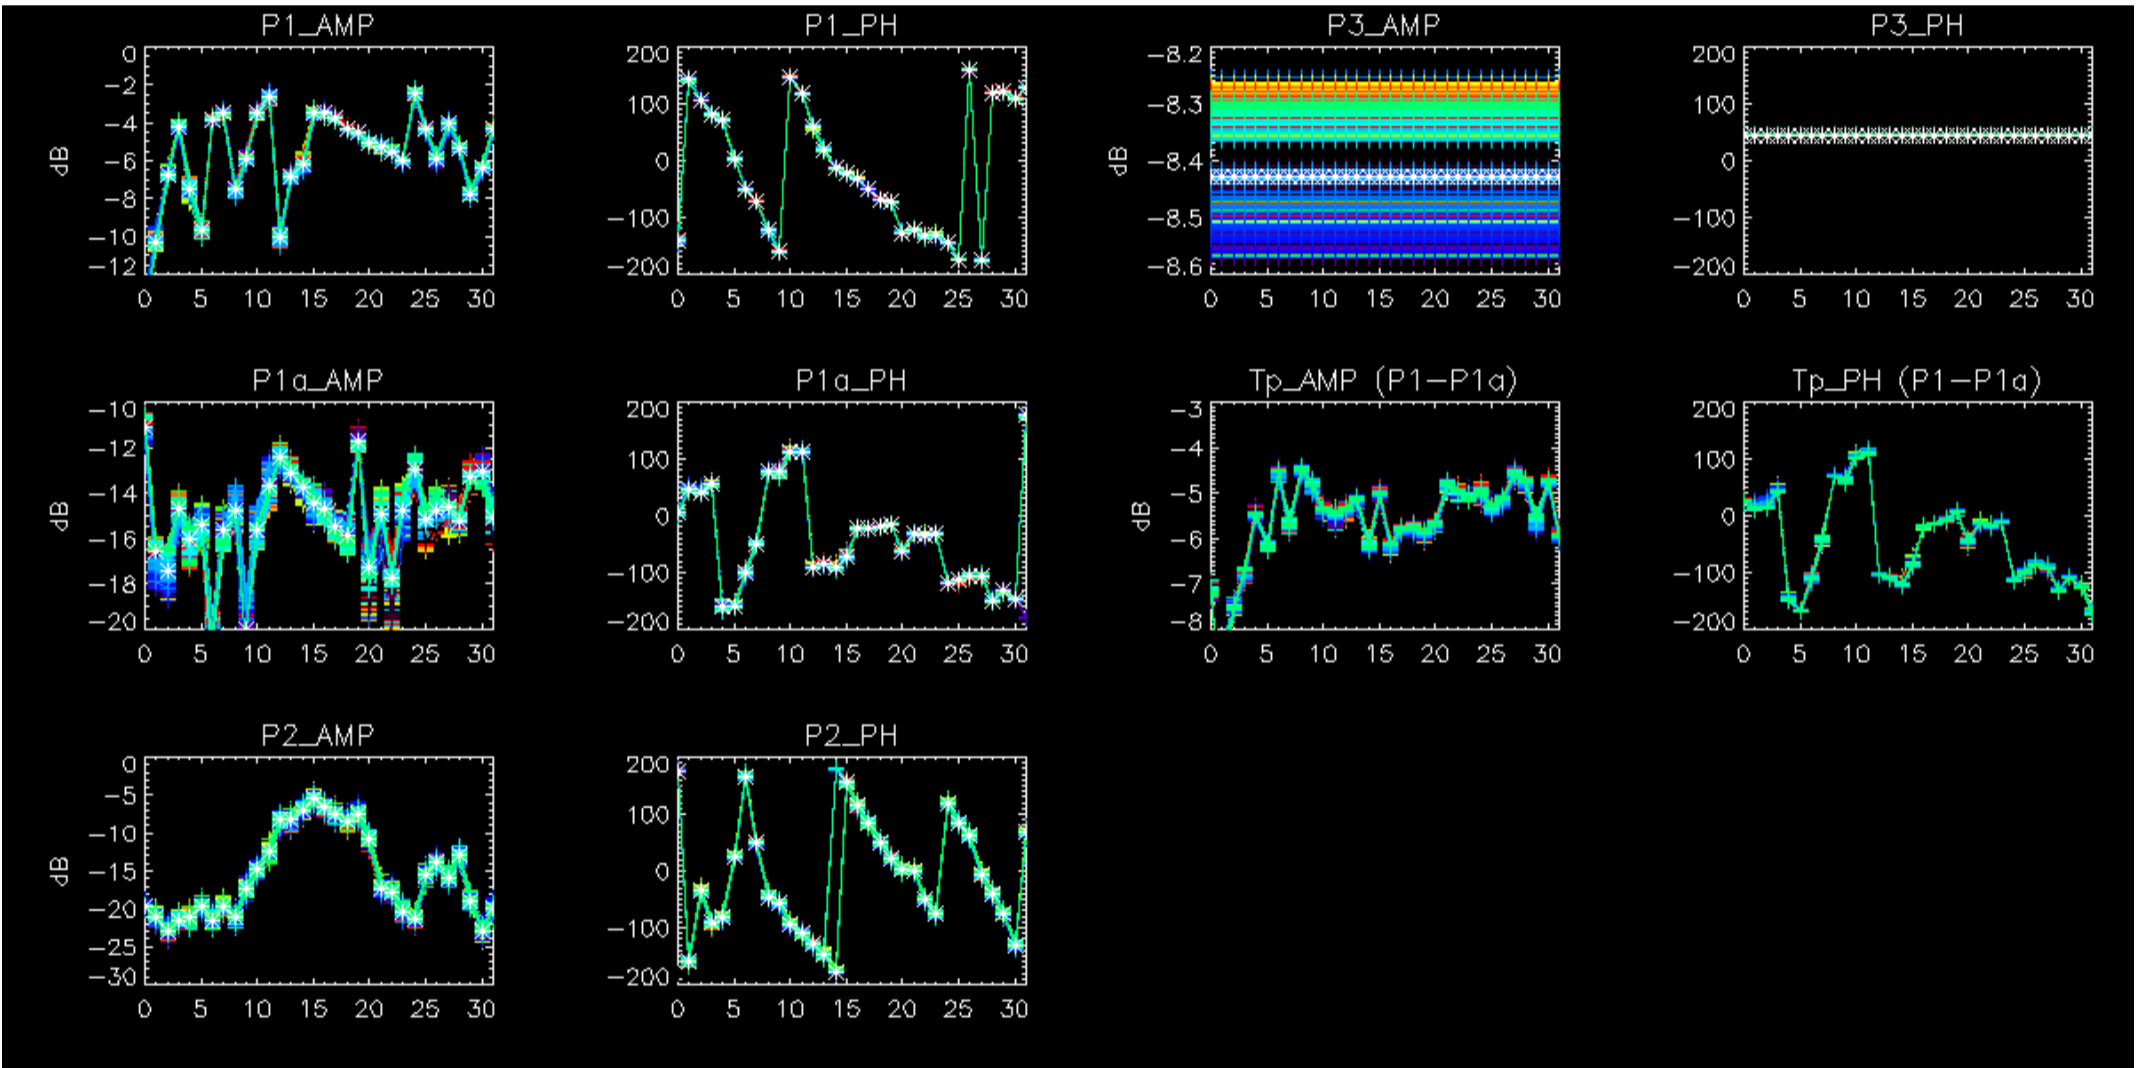 P1_AMP
0
−2
−4
−6
−8
−10
−12
dB
0 5 10 15 20 25 30
P1_PH
200
100
0
−100
−200
0 5 10 15 20 25 30
P3_AMP
−8.2
−8.3
−8.4
−8.5
−8.6
dB
0 5 10 15 20 25 30
P3_PH
200
100
0
−100
−200
0 5 10 15 20 25 30
P1a_AMP
−10
−12
−14
−16
−18
−20
dB
0 5 10 15 20 25 30
P1a_PH
200
100
0
−100
−200
0 5 10 15 20 25 30
Tp_AMP (P1−P1a)
−3
−4
−5
−6
−7
−8
dB
0 5 10 15 20 25 30
Tp_PH (P1−P1a)
200
100
0
−100
−200
0 5 10 15 20 25 30
P2_AMP
0
−5
−10
−15
−20
−25
−30
dB
0 5 10 15 20 25 30
P2_PH
200
100
0
−100
−200
0 5 10 15 20 25 30